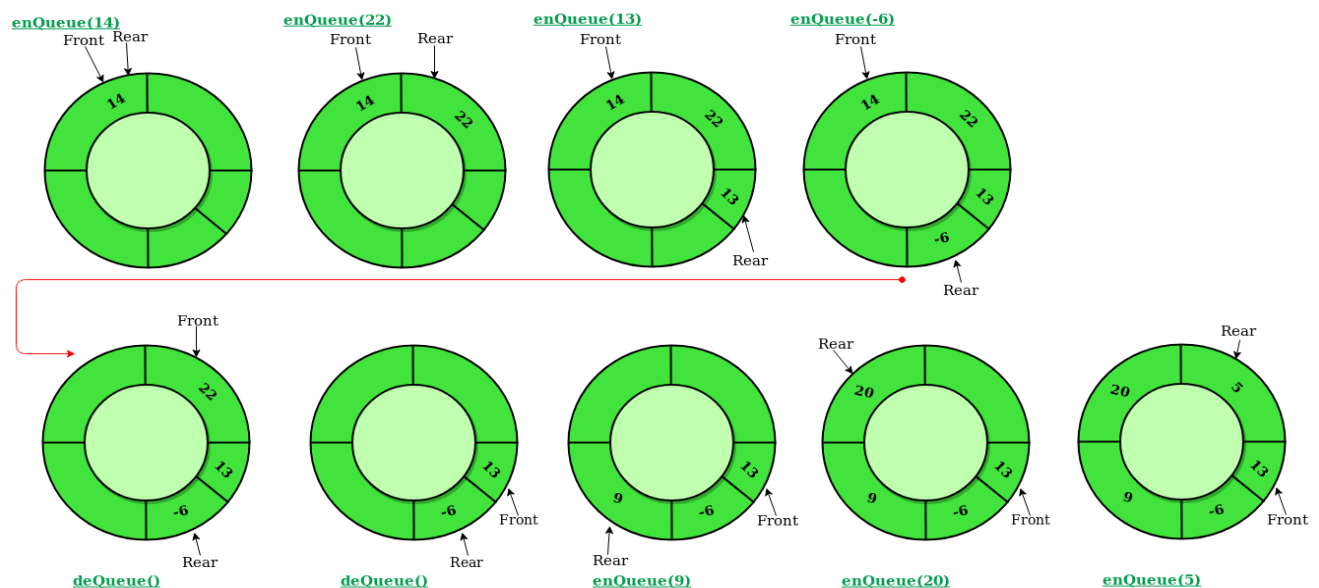 enQueue(14)
Front
Rear
14
enQueue(22)
Front
Rear
14
22
enQueue(13)
Front
14
22
13
Rear
enQueue(-6)
Front
14
22
13
-6
Rear
Front
22
13
-6
Rear
deQueue()
13
-6
Front
Rear
deQueue()
13
9
-6
Front
Rear
enQueue(9)
Rear
20
13
9
-6
Front
enQueue(20)
Rear
20
5
13
9
-6
Front
enQueue(5)